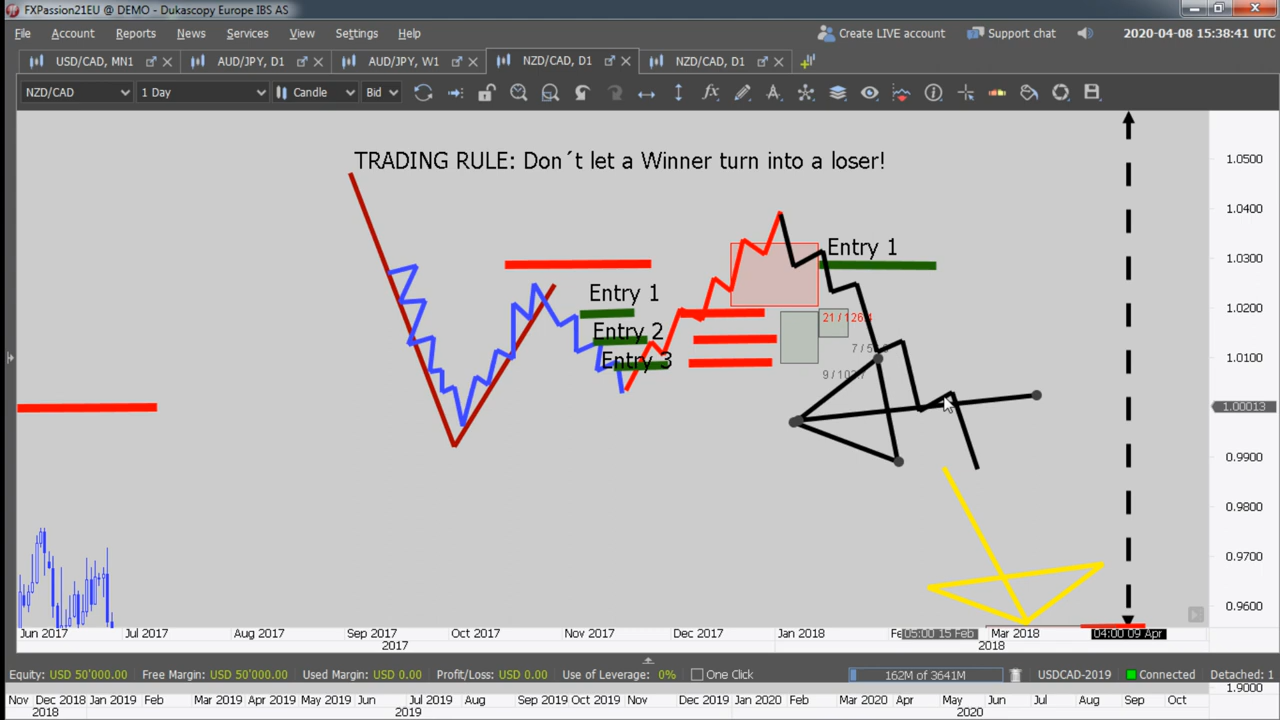 FXPassion21EU @ DEMO - Dukascopy Europe IBS AS
File Account Reports News Services View Settings Help Create LIVE account Support chat 2020-04-08 15:38:41 UTC
USD/CAD, MN1 AUD/JPY, D1 AUD/JPY, W1 NZD/CAD, D1 NZD/CAD, D1
NZD/CAD 1 Day Candle Bid
TRADING RULE: Don´t let a Winner turn into a loser!
1.0500
1.0400
Entry 1
1.0300
Entry 1
1.0200
21 /
Entry 2
Entry 3
1.0100
1.00013
0.9900
0.9800
0.9700
0.9600
Jun 2017 Jul 2017 Aug 2017 Sep 2017 Oct 2017 Nov 2017 Dec 2017 Jan 2018 05:00 15 Feb Mar 2018 04:00 09 Apr
2017 2018
Equity: USD 50'000.00 Free Margin: USD 50'000.00 Used Margin: USD 0.00 Profit/Loss: USD 0.00 Use of Leverage: 0% One Click 162M of 3641M USDCAD-2019 Connected Detached: 1
1.9000
Nov Dec 2018 Jan 2019 Feb Mar 2019 Apr 2019 May 2019 Jun Jul 2019 Aug Sep 2019 Oct 2019 Nov Dec 2019 Jan 2020 Feb Mar 2020 Apr May Jun Jul Aug Sep Oct
2018 2019 2020